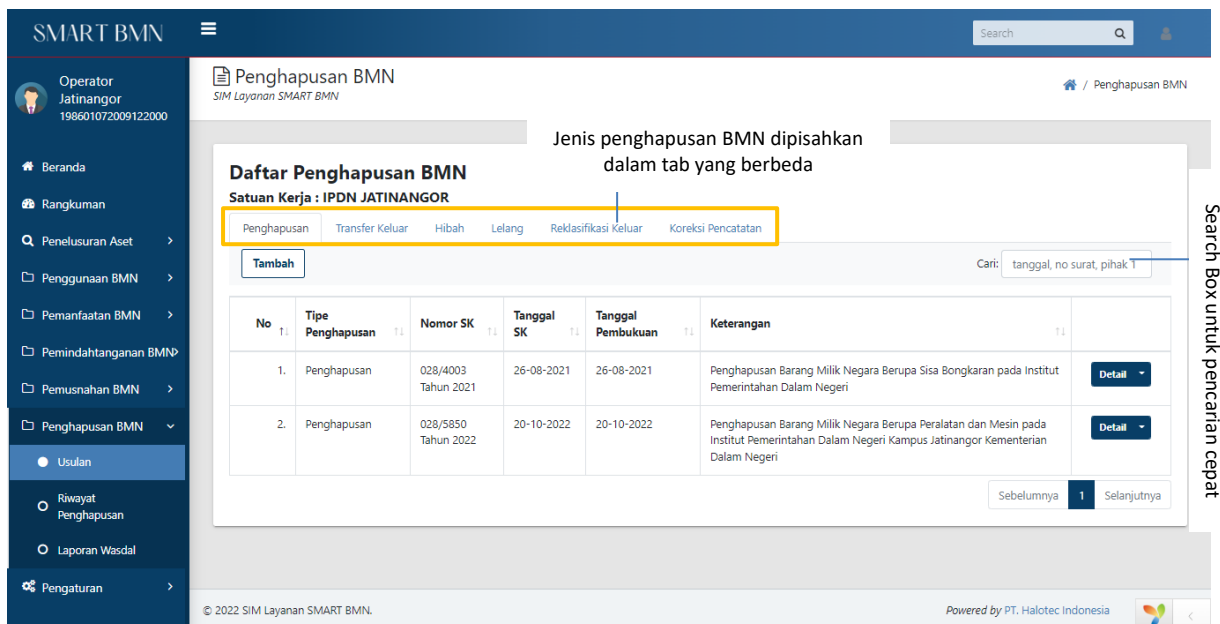 SMART BMN
Search
Operator
Jatinangor
198601072009122000
Beranda
Rangkuman
Penelusuran Aset
Penggunaan BMN
Pemanfaatan BMN
Pemindahtanganan BMN
Pemusnahan BMN
Penghapusan BMN
Usulan
Riwayat
Penghapusan
Laporan Wasdal
Pengaturan
Penghapusan BMN
SIM Layanan SMART BMN
/ Penghapusan BMN
Jenis penghapusan BMN dipisahkan
dalam tab yang berbeda
Daftar Penghapusan BMN
Satuan Kerja : IPDN JATINANGOR
Penghapusan Transfer Keluar Hibah Lelang Reklasifikasi Keluar Koreksi Pencatatan
Tambah
Cari: tanggal, no surat, pihak 1
Search Box untuk pencarian cepat
No Tipe Penghapusan Nomor SK Tanggal SK Tanggal Pembukuan Keterangan
1. Penghapusan 028/4003 Tahun 2021 26-08-2021 26-08-2021 Penghapusan Barang Milik Negara Berupa Sisa Bongkaran pada Institut
Pemerintahan Dalam Negeri
Detail
2. Penghapusan 028/5850 Tahun 2022 20-10-2022 20-10-2022 Penghapusan Barang Milik Negara Berupa Peralatan dan Mesin pada
Institut Pemerintahan Dalam Negeri Kampus Jatinangor Kementerian
Dalam Negeri
Detail
Sebelumnya 1 Selanjutnya
© 2022 SIM Layanan SMART BMN.
Powered by PT. Halotec Indonesia